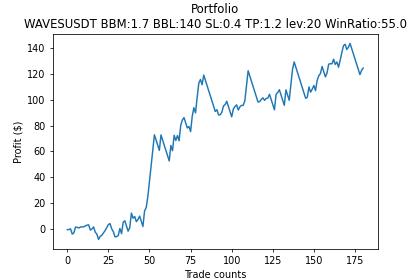 Portfolio
WAVESUSDT BBM:1.7 BBL:140 SL:0.4 TP:1.2 lev:20 WinRatio:55.0
140
120
100
80
60
40
20
0
Profit ($)
0 25 50 75 100 125 150 175
Trade counts